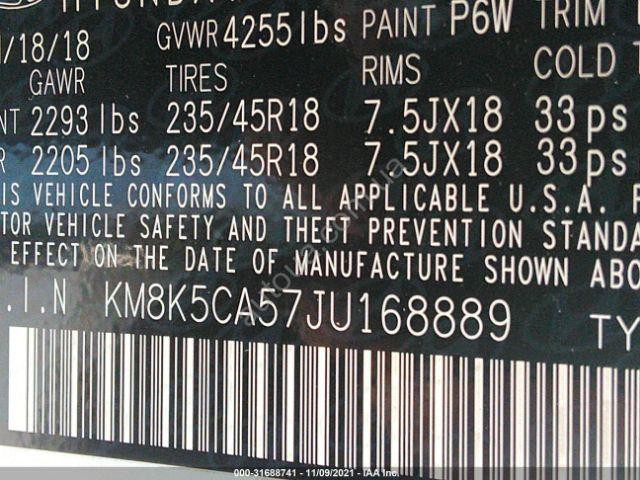 HYUNDAI
/18/18 GVWR 4255 lbs PAINT P6W TRIM
GAWR TIRES RIMS COLD
NT 2293 lbs 235/45R18 7.5JX18 33 ps
R 2205 lbs 235/45R18 7.5JX18 33 ps
IS VEHICLE CONFORMS TO ALL APPLICABLE U.S.A.
TOR VEHICLE SAFETY AND THEFT PREVENTION STANDA
EFFECT ON THE DATE OF MANUFACTURE SHOWN ABO
.I.N KM8K5CA57JU168889 TY
000-31688741 - 11/09/2021 - IAA Inc.